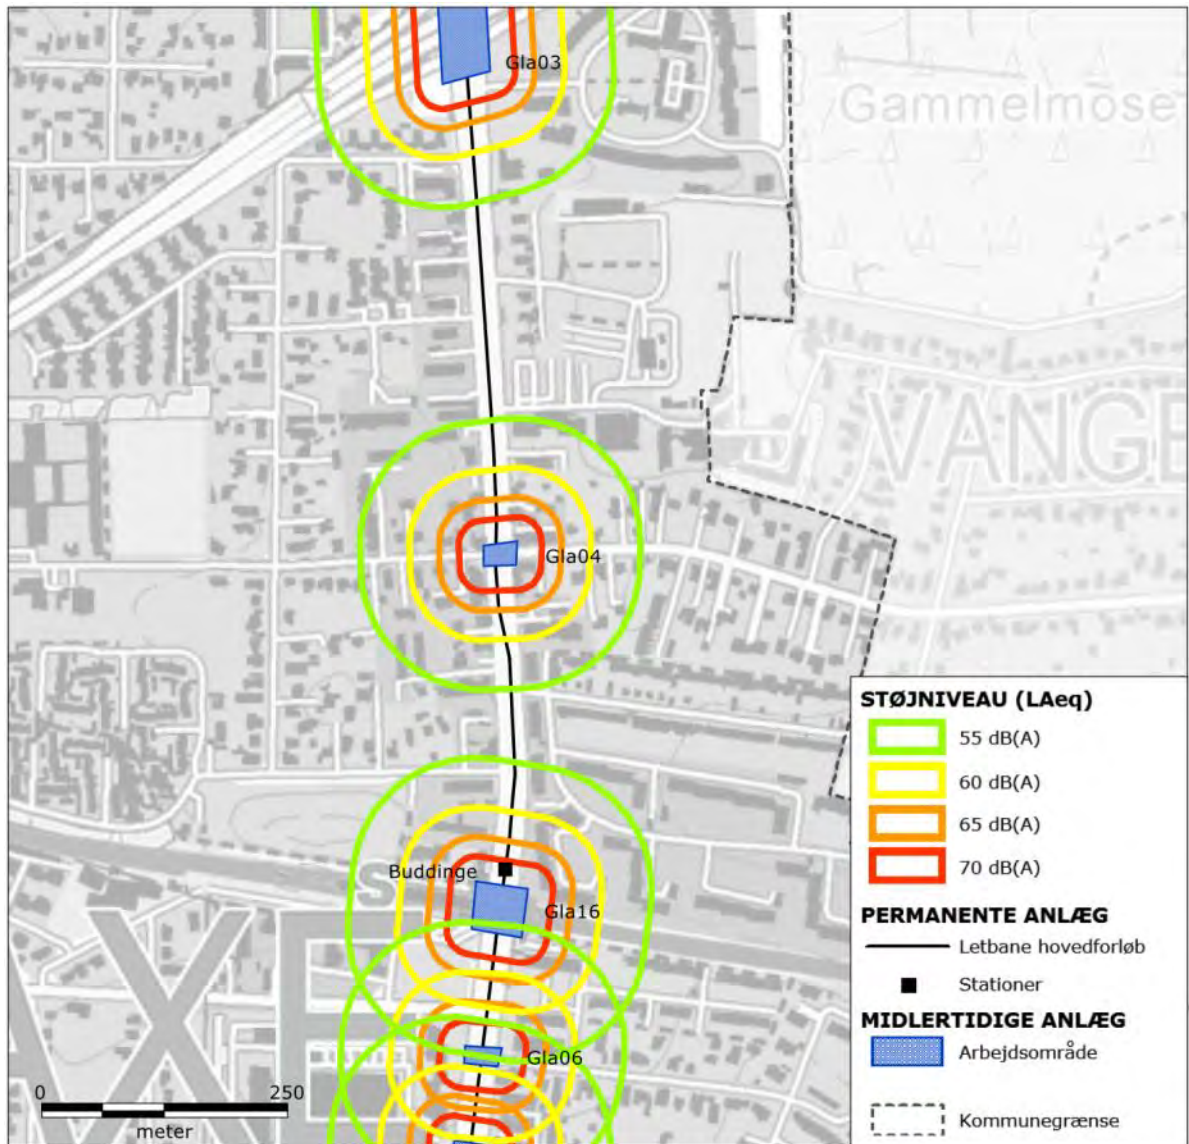 Gla03
Gammelmose
VANGE
Gla04
STØJNIVEAU (LAeq)
55 dB(A)
60 dB(A)
65 dB(A)
70 dB(A)
Buddinge
S
Gla16
PERMANENTE ANLÆG
Letbane hovedforløb
Stationer
AXE
MIDLERTIDIGE ANLÆG
Arbejdsområde
Gla06
0 250
meter
Kommunegrænse